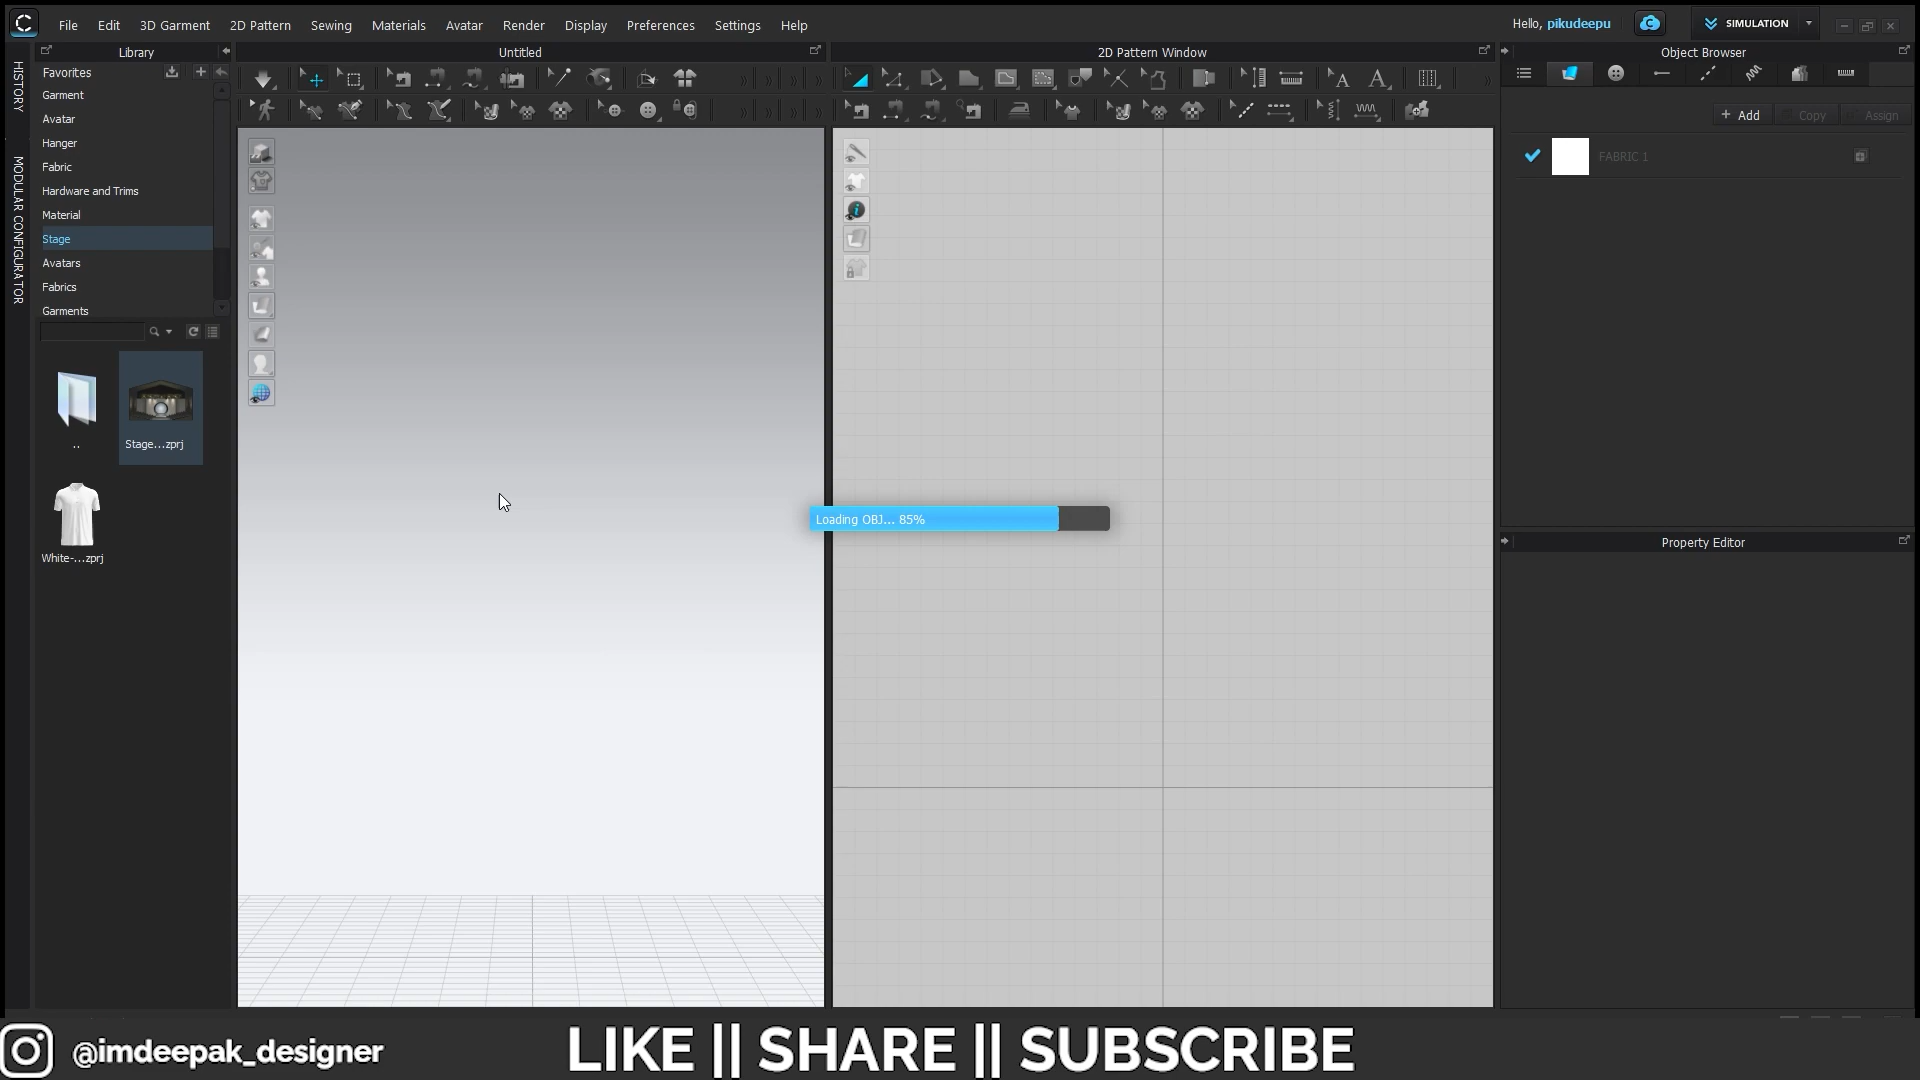 File Edit 3D Garment 2D Pattern Sewing Materials Avatar Render Display Preferences Settings Help
Hello, pikudeepu
SIMULATION
HISTORY
MODULAR CONFIGURATOR
Library
Favorites
Garment
Avatar
Hanger
Fabric
Hardware and Trims
Material
Stage
Avatars
Fabrics
Garments
..
Stage...zprj
White-...zprj
Untitled
2D Pattern Window
Loading OBJ... 85%
Object Browser
+ Add Copy Assign
FABRIC 1
Property Editor
@imdeepak_designer
LIKE || SHARE || SUBSCRIBE